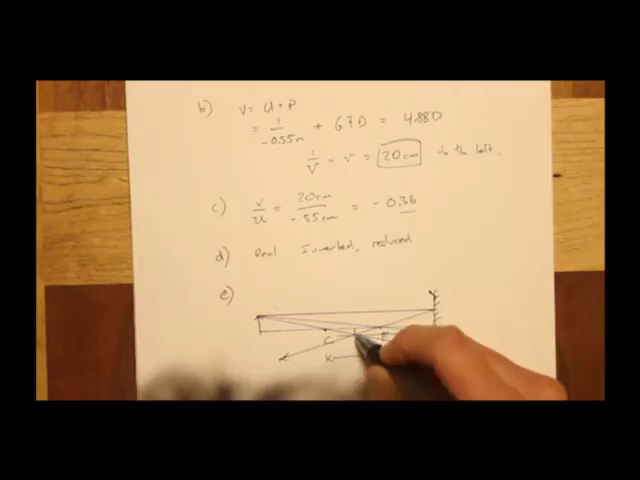 b) V = U + P
= 1/-0.55m + 6.7D = 4.88D
1/V = v = 20cm to the left.
c) v/u = 20cm/-55cm = -0.36
d) Real Inverted, reduced
e)
C F